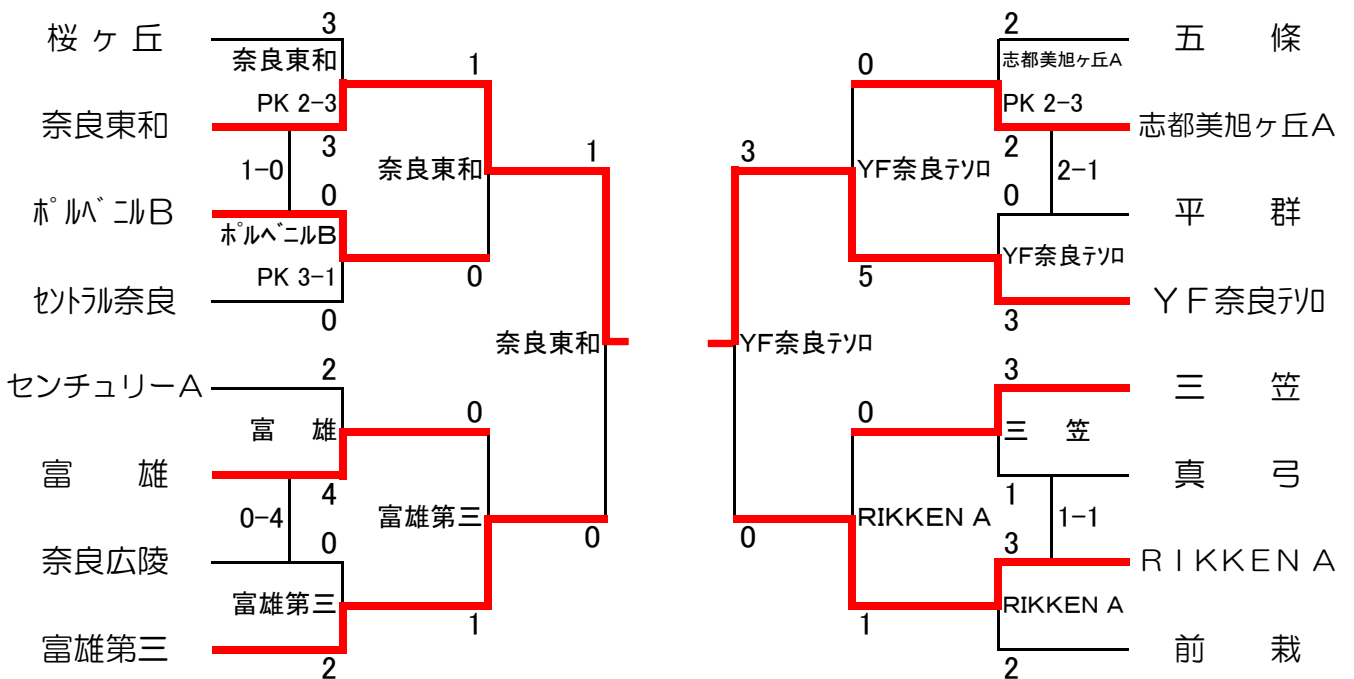 3
桜ヶ丘
奈良東和
1
PK 2-3
奈良東和
3
1-0
奈良東和
1
0
ポルベニルB
ポルベニルB
PK 3-1
0
セントラル奈良
0
奈良東和
2
センチュリーA
0
富 雄
富 雄
4
0-4
富雄第三
0
0
奈良広陵
富雄第三
1
富雄第三
2
2
五 條
0
志都美旭ヶ丘A
PK 2-3
志都美旭ヶ丘A
2
3
YF奈良テソロ
2-1
0
平 群
YF奈良テソロ
5
YF奈良テソロ
3
YF奈良テソロ
3
三 笠
0
三 笠
真 弓
1
RIKKEN A
1-1
0
3
RIKKEN A
RIKKEN A
1
前 栽
2